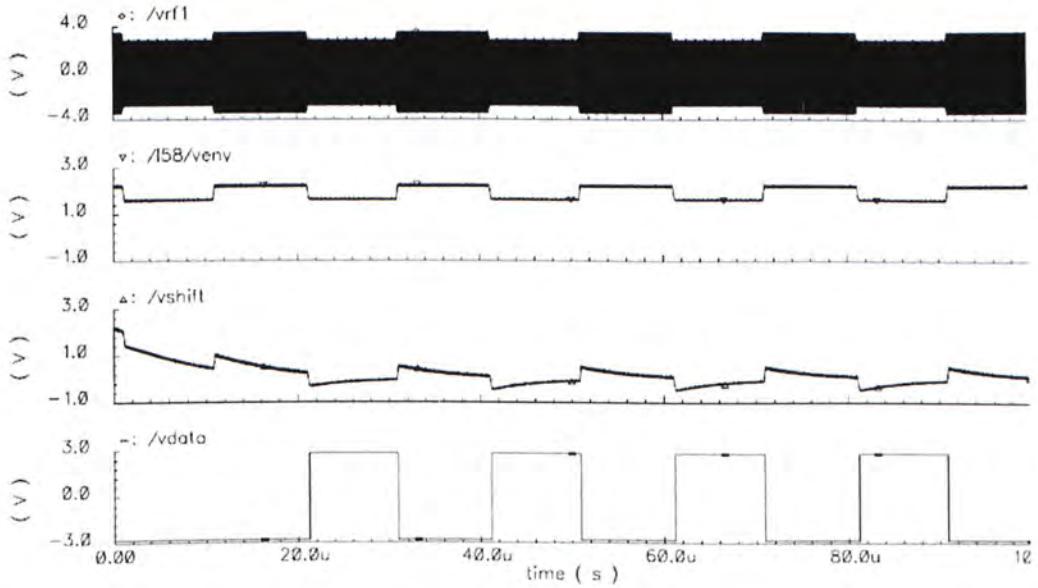 ⋄: /vrf1
4.0
0.0
-4.0
( V )
▿: /I58/venv
3.0
1.0
-1.0
( V )
▵: /vshift
3.0
1.0
-1.0
( V )
-: /vdata
3.0
0.0
-3.0
( V )
0.00 20.0u 40.0u 60.0u 80.0u 10
time ( s )